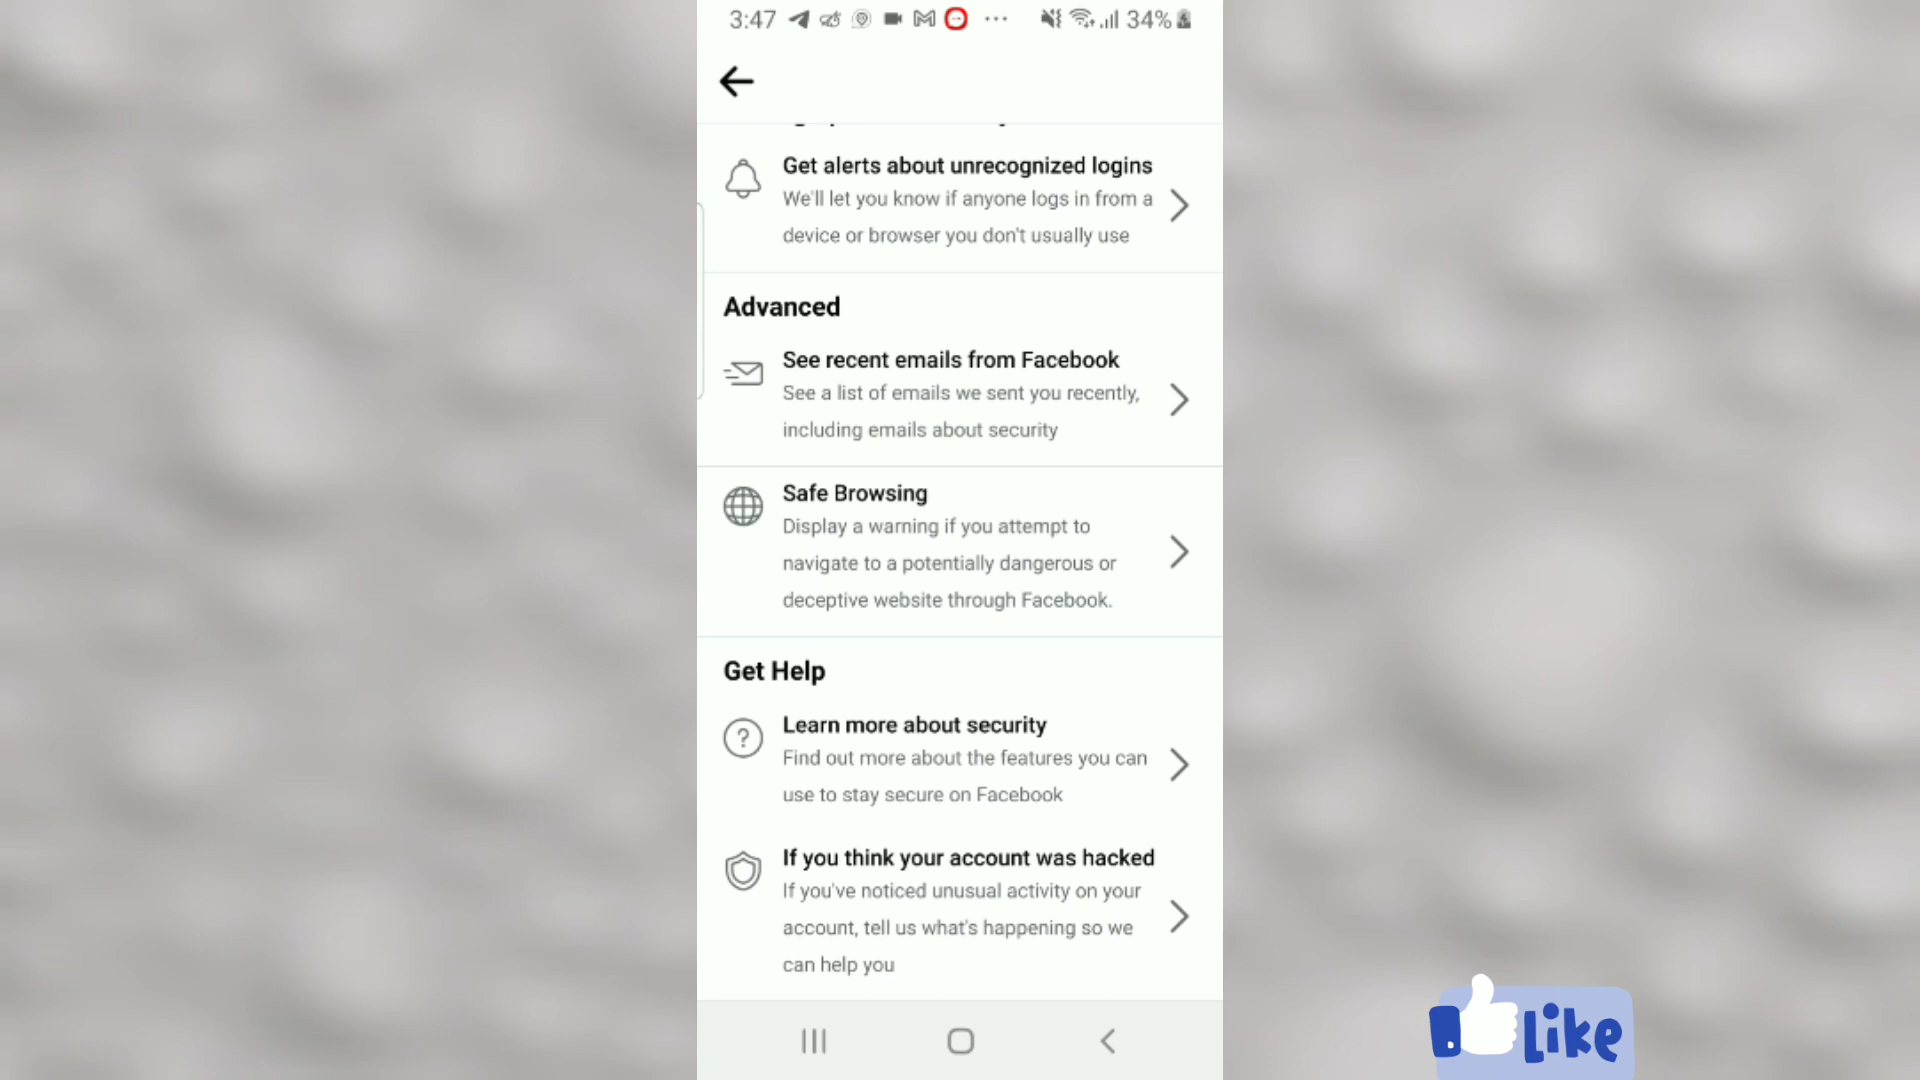 3:47
34%
Get alerts about unrecognized logins
We'll let you know if anyone logs in from a
device or browser you don't usually use
Advanced
See recent emails from Facebook
See a list of emails we sent you recently,
including emails about security
Safe Browsing
Display a warning if you attempt to
navigate to a potentially dangerous or
deceptive website through Facebook.
Get Help
Learn more about security
Find out more about the features you can
use to stay secure on Facebook
If you think your account was hacked
If you've noticed unusual activity on your
account, tell us what's happening so we
can help you
like